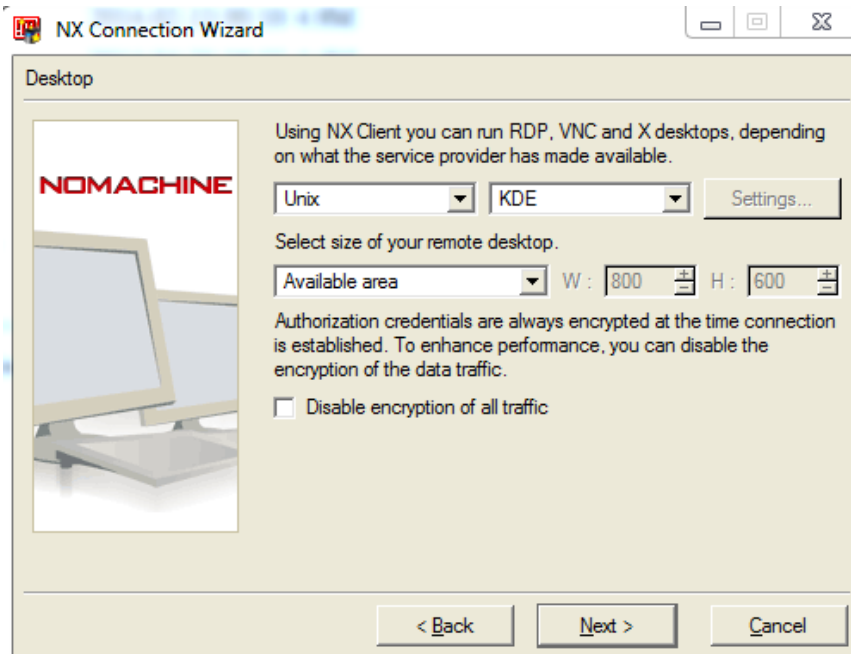 NX Connection Wizard
Desktop
NOMACHINE
Using NX Client you can run RDP, VNC and X desktops, depending
on what the service provider has made available.
Unix KDE Settings...
Select size of your remote desktop.
Available area W : 800 H : 600
Authorization credentials are always encrypted at the time connection
is established. To enhance performance, you can disable the
encryption of the data traffic.
Disable encryption of all traffic
< Back Next > Cancel